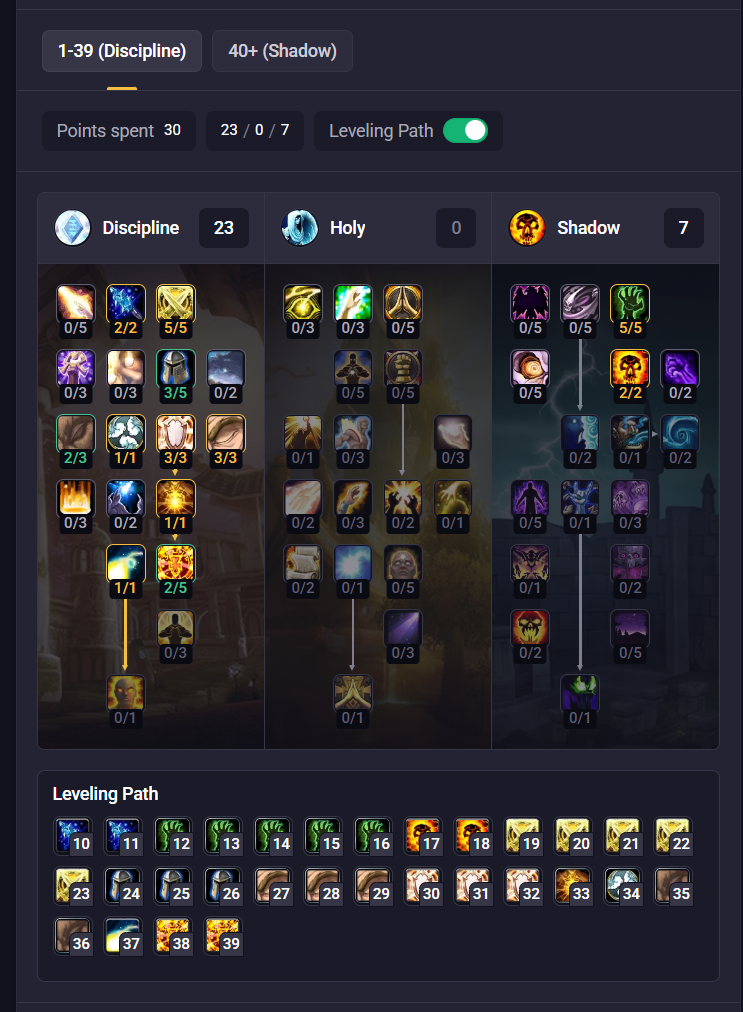 1-39 (Discipline) 40+ (Shadow)
Points spent 30 23 / 0 / 7 Leveling Path
Discipline 23 Holy 0 Shadow 7
0/5 2/2 5/5 0/3 0/3 0/5 0/5 0/5 5/5
0/3 0/3 3/5 0/2 0/5 0/5 0/5 2/2 0/2
2/3 1/1 3/3 3/3 0/1 0/3 0/3 0/2 0/1 0/2
0/3 0/2 1/1 0/2 0/3 0/2 0/1 0/5 0/1 0/3
1/1 2/5 0/2 0/1 0/5 0/1 0/2
0/3 0/3 0/2 0/5
0/1 0/1 0/1
Leveling Path
10 11 12 13 14 15 16 17 18 19 20 21 22
23 24 25 26 27 28 29 30 31 32 33 34 35
36 37 38 39